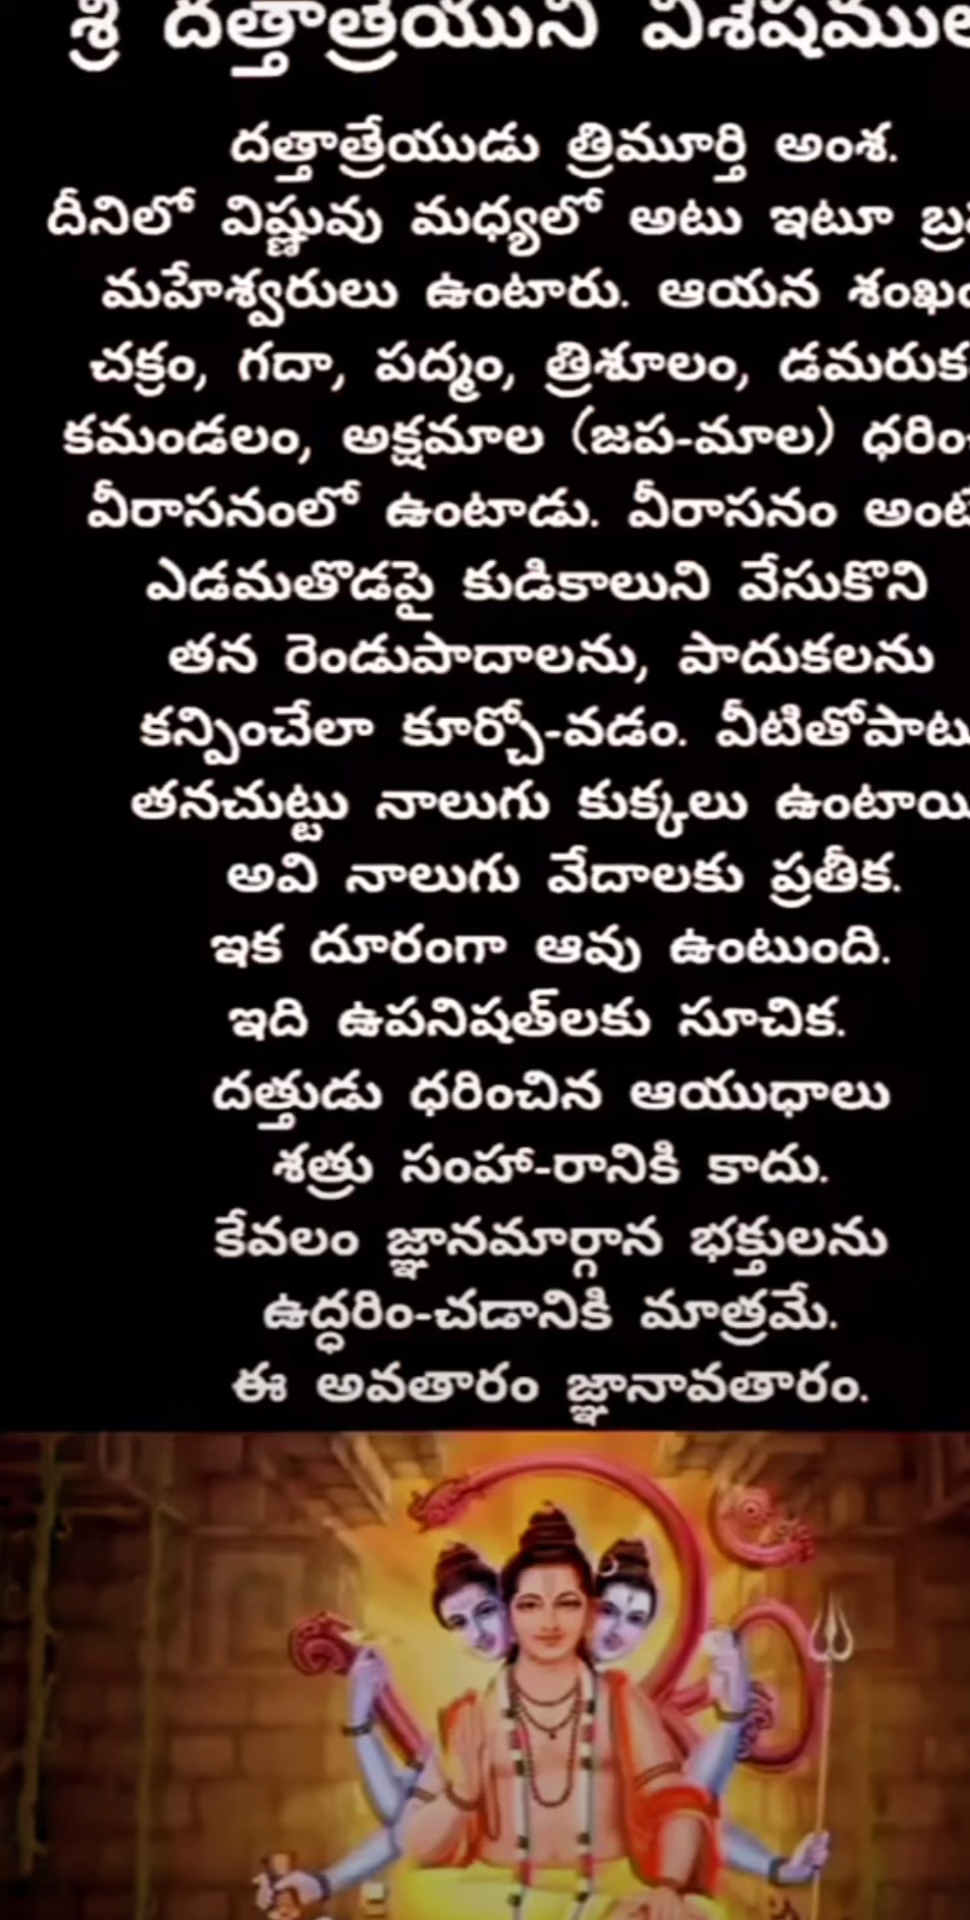 శ్రీ దత్తాత్రయుని
దత్తాత్రేయుడు త్రిమూర్తి అంశ.
దీనిలో విష్ణువు మధ్యలో అటు ఇటూ
మహేశ్వరులు ఉంటారు. ఆయన
చక్రం, గదా, పద్మం, త్రిశూలం,
కమండలం, అక్షమాల (జప-మాల)
వీరాసనంలో ఉంటాడు. వీరాసనం
ఎడమతొడపై కుడికాలుని వేసుకొని
తన రెండుపాదాలను, పాదుకలను
కన్పించేలా కూర్చో-వడం. వీటితోపాటు
తనచుట్టు నాలుగు కుక్కలు
అవి నాలుగు వేదాలకు ప్రతీక.
ఇక దూరంగా ఆవు ఉంటుంది.
ఇది ఉపనిషత్‌లకు సూచిక.
దత్తుడు ధరించిన ఆయుధాలు
శత్రు సంహా-రానికి కాదు.
కేవలం జ్ఞానమార్గాన భక్తులను
ఉద్ధరిం-చడానికి మాత్రమే.
ఈ అవతారం జ్ఞానావతారం.